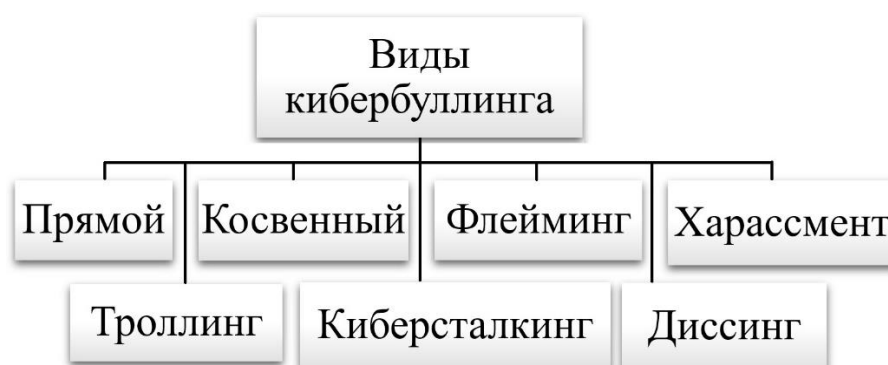 Виды
кибербуллинга
Прямой
Косвенный
Флейминг
Харассмент
Троллинг
Киберсталкинг
Диссинг